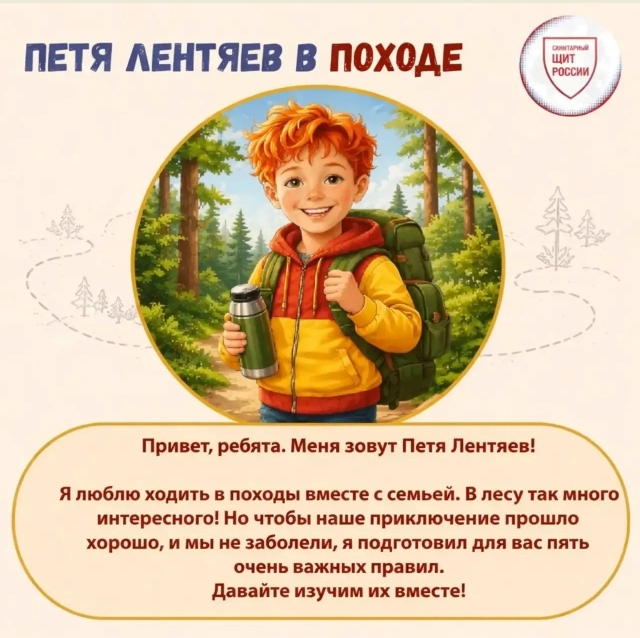 ПЕТЯ ЛЕНТЯЕВ В ПОХОДЕ
САНИТАРНЫЙ
ЩИТ
РОССИИ
Привет, ребята. Меня зовут Петя Лентяев!
Я люблю ходить в походы вместе с семьей. В лесу так много
интересного! Но чтобы наше приключение прошло
хорошо, и мы не заболели, я подготовил для вас пять
очень важных правил.
Давайте изучим их вместе!